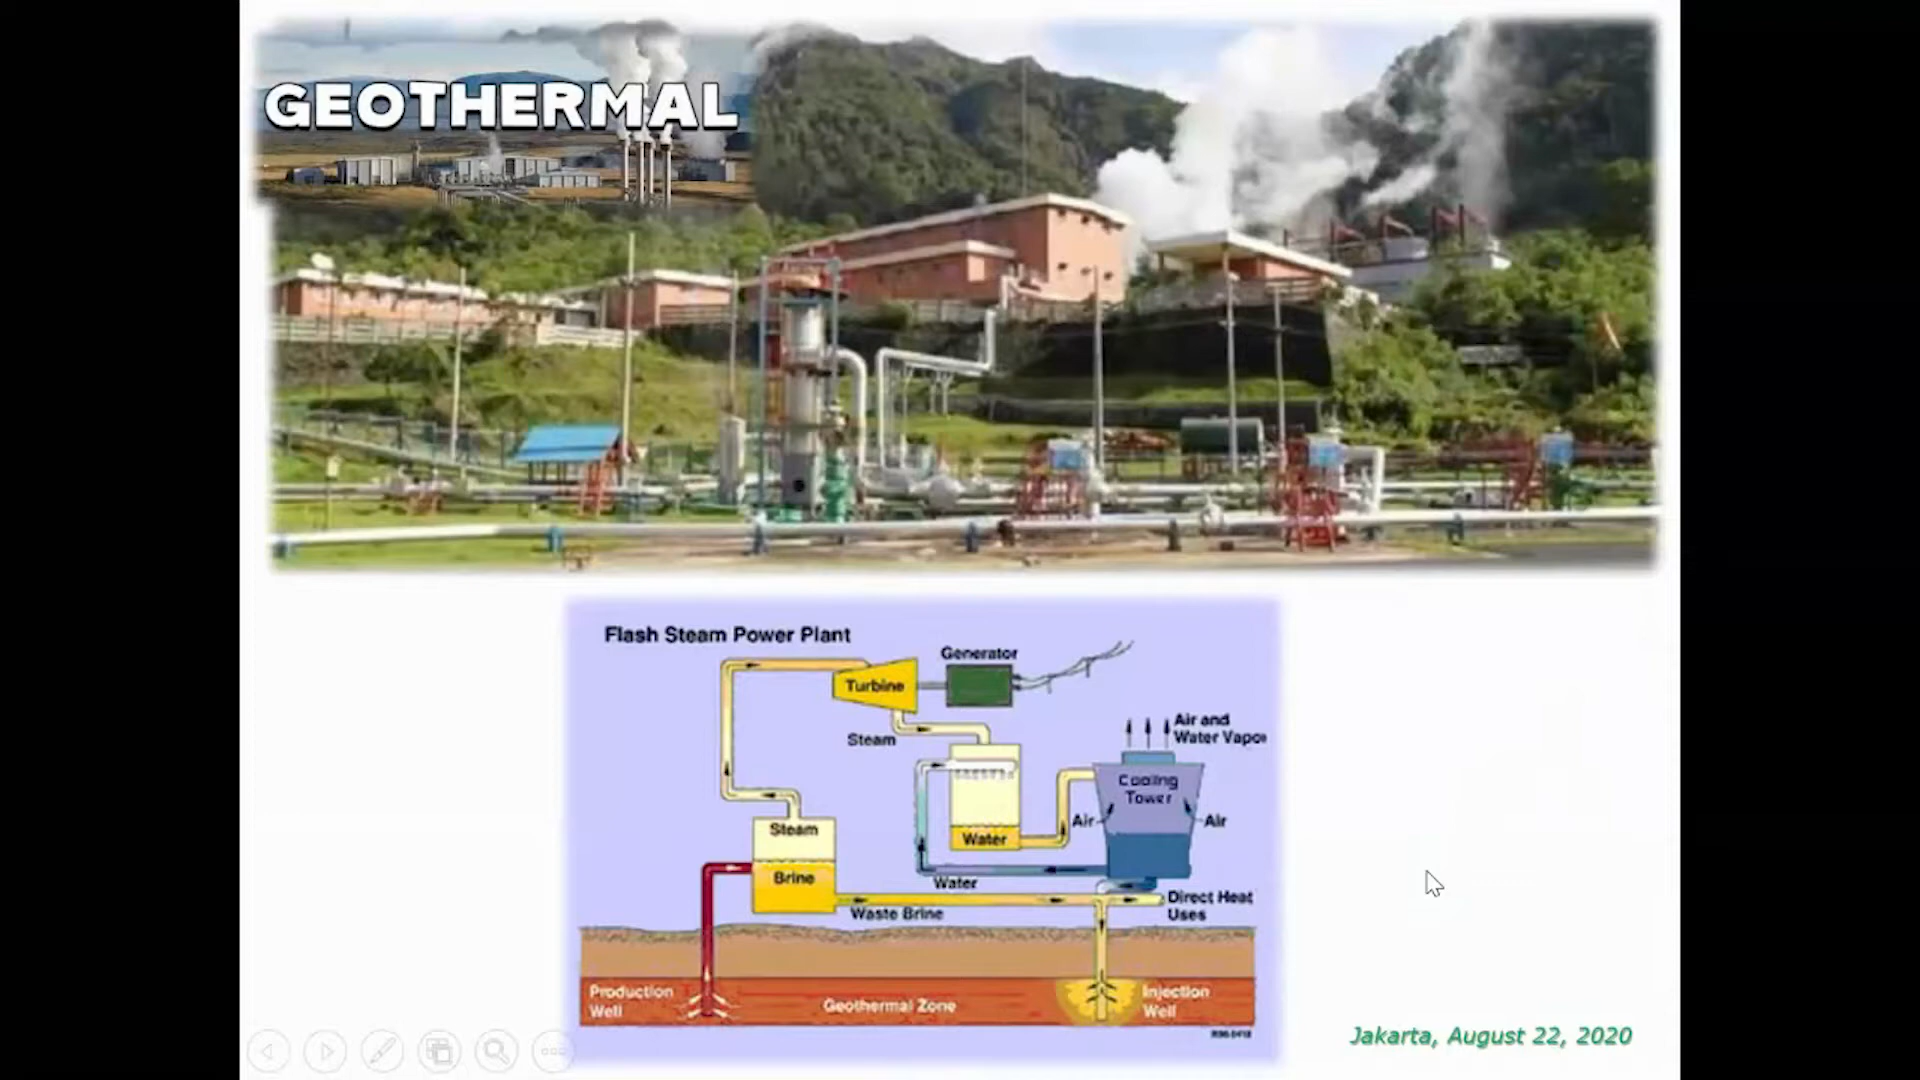 GEOTHERMAL
Flash Steam Power Plant
Generator
Turbine
Steam
Air and
Water Vapor
Cooling
Tower
Air
Air
Steam
Water
Brine
Water
Direct Heat
Uses
Waste Brine
Production
Well
Geothermal Zone
Injection
Well
Jakarta, August 22, 2020